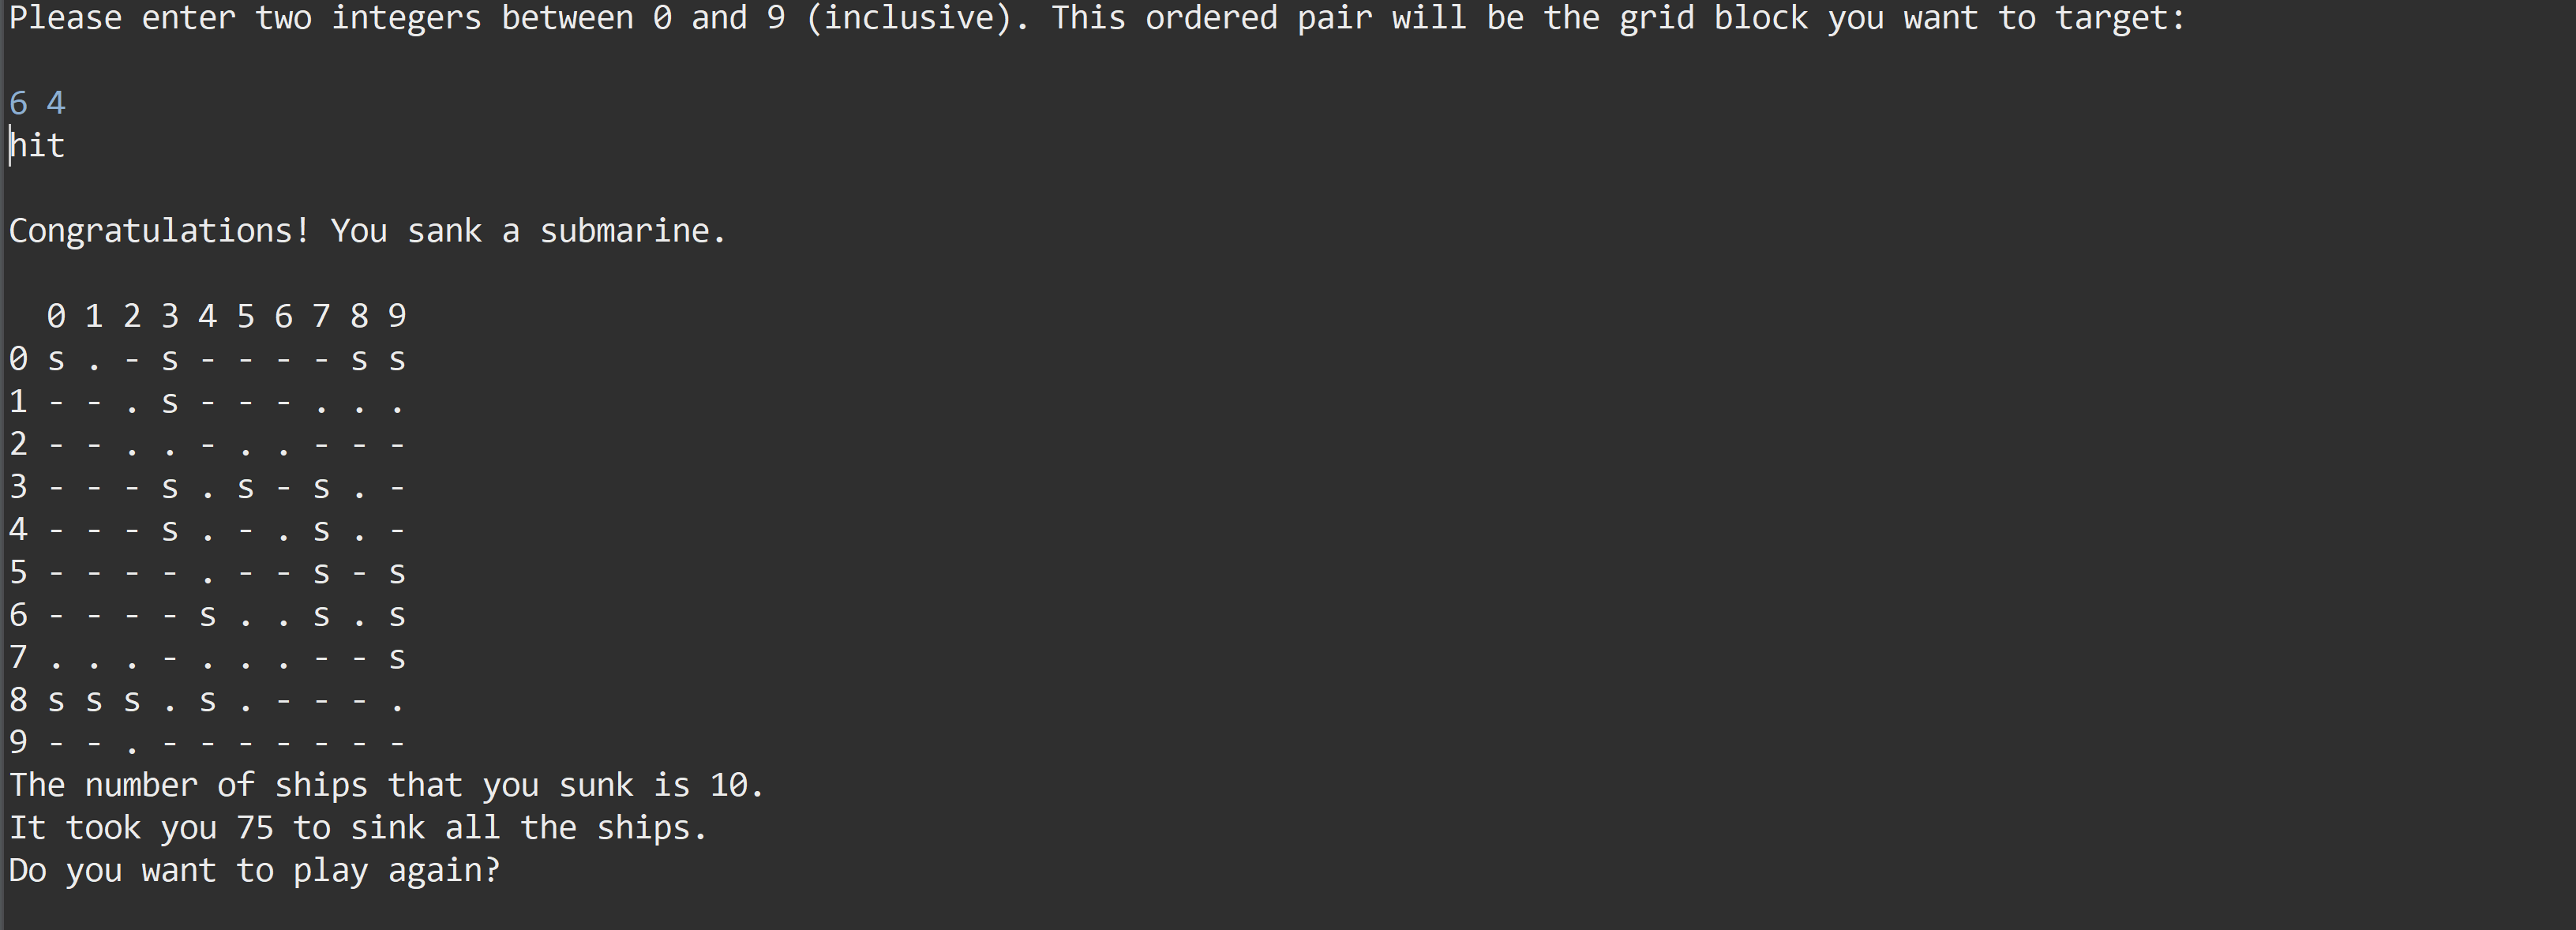 Please enter two integers between 0 and 9 (inclusive). This ordered pair will be the grid block you want to target:
6 4
hit
Congratulations! You sank a submarine.
  0 1 2 3 4 5 6 7 8 9
0 s . - s - - - - s s
1 - - . s - - - . . .
2 - - . . - . . - - -
3 - - - s . s - s . -
4 - - - s . - . s . -
5 - - - - . - - s - s
6 - - - - s . . s . s
7 . . . - . . . - - s
8 s s s . s . - - - .
9 - - . - - - - - - -
The number of ships that you sunk is 10.
It took you 75 to sink all the ships.
Do you want to play again?